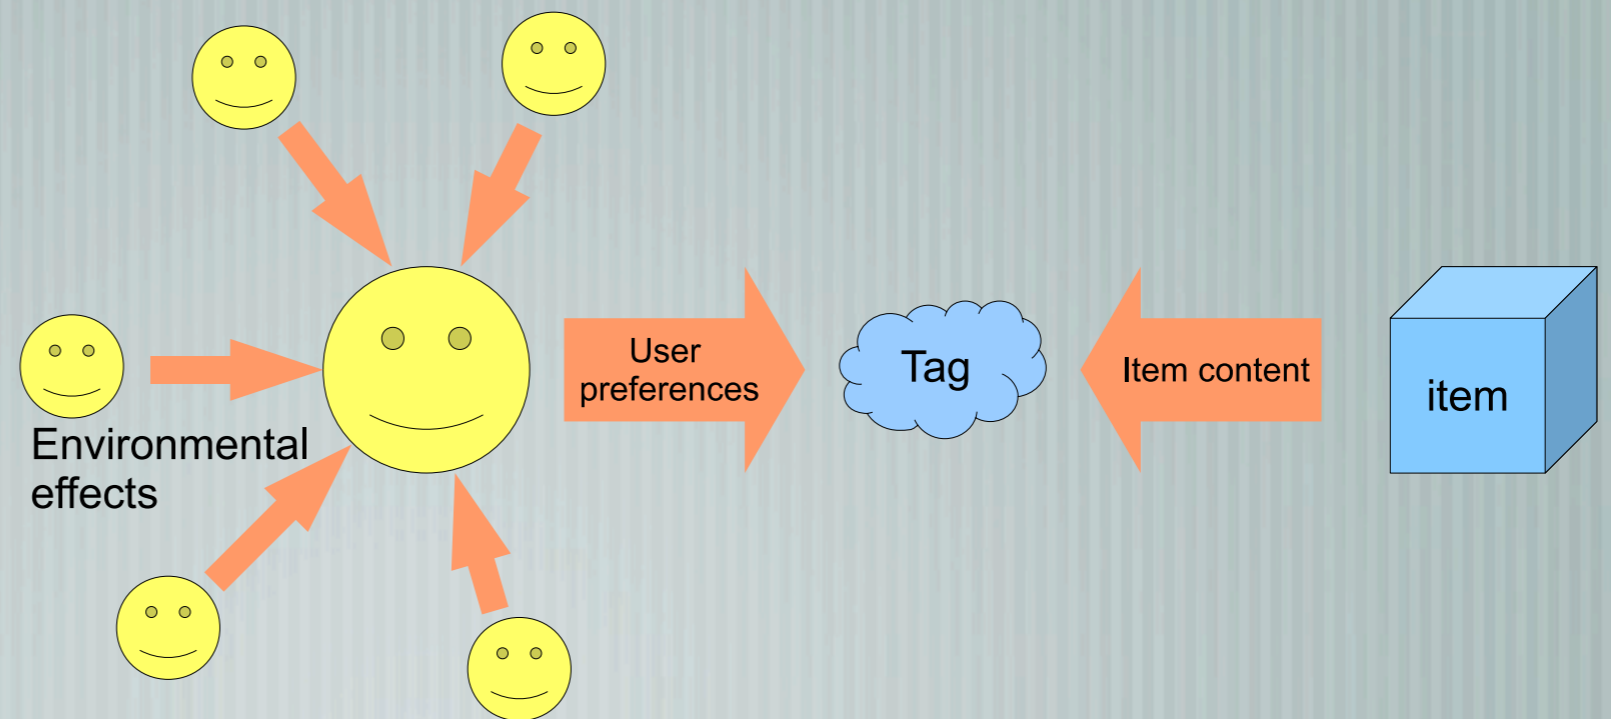 User
preferences
Tag
Item content
item
Environmental
effects